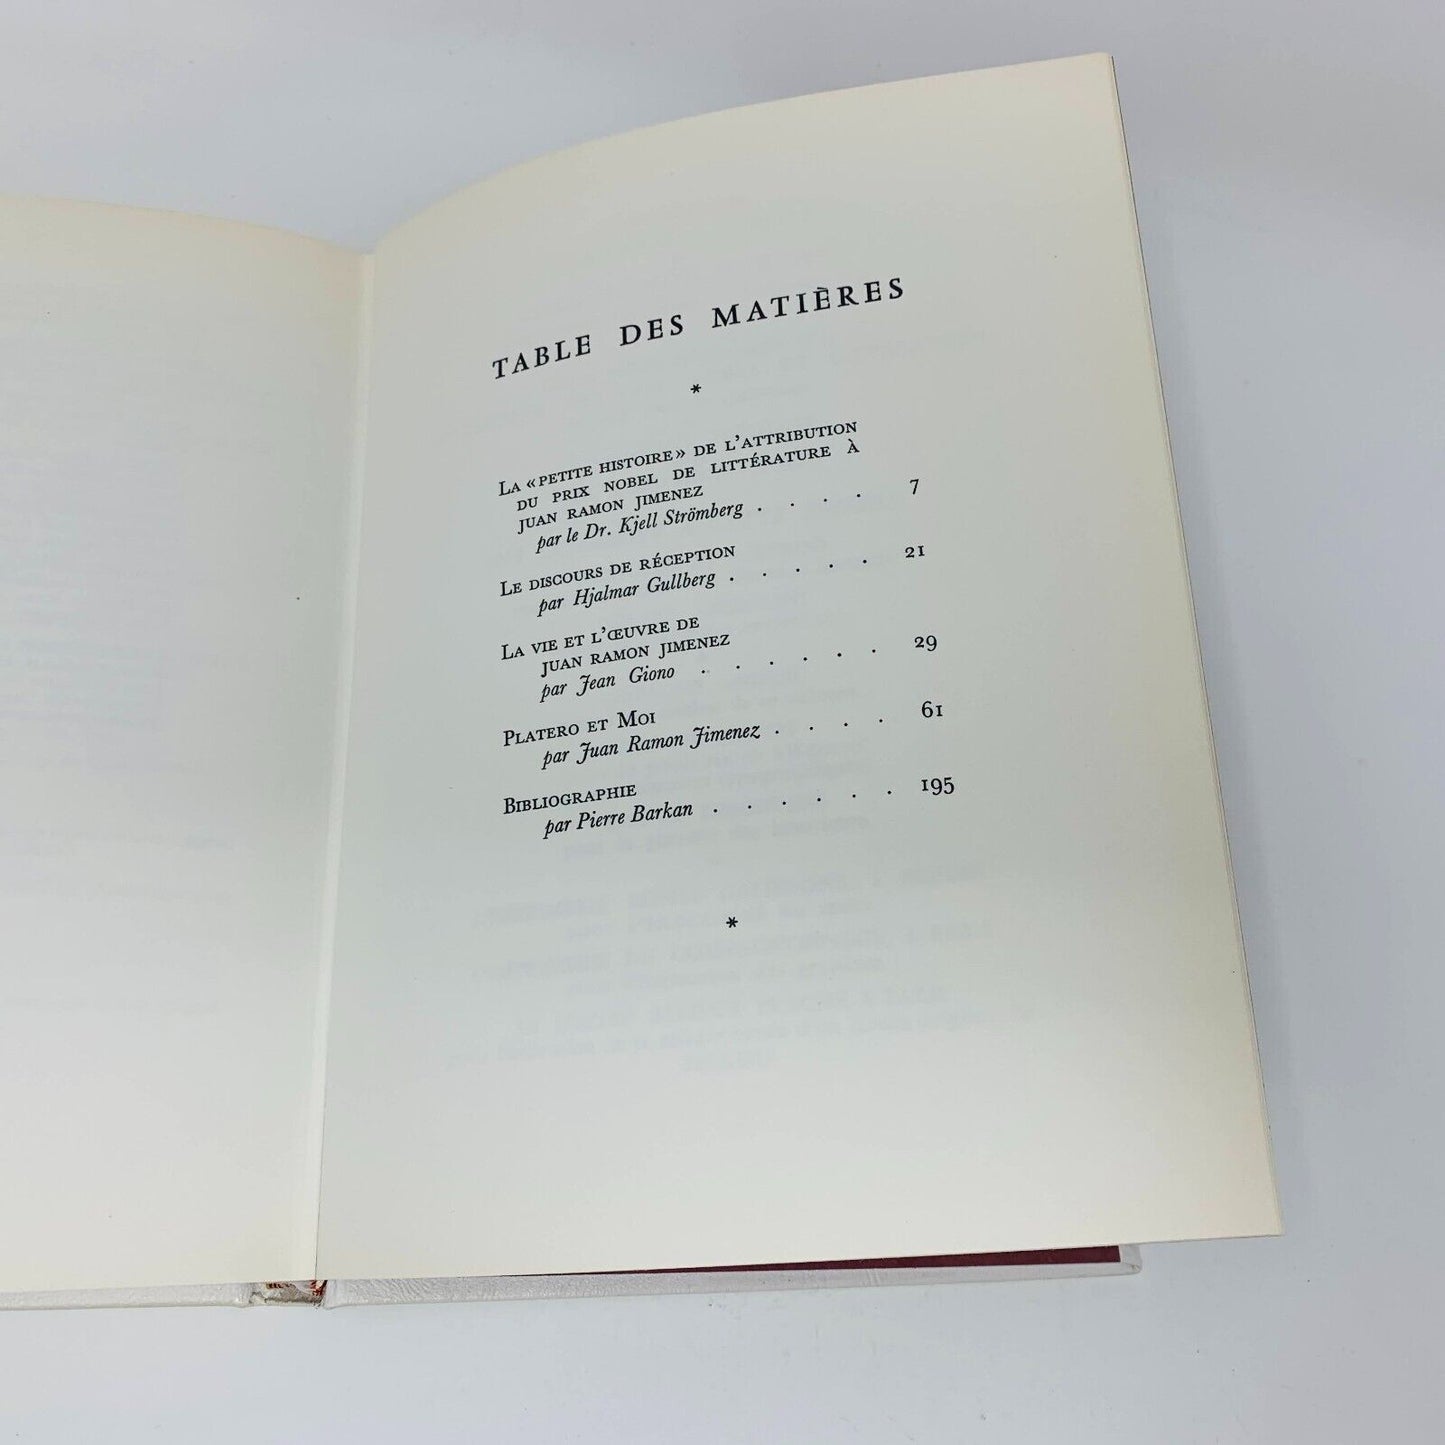 TABLE DES MATIÈRES
*
LA «PETITE HISTOIRE» DE L'ATTRIBUTION
DU PRIX NOBEL DE LITTÉRATURE À
JUAN RAMON JIMENEZ
par le Dr. Kjell Strömberg . . . . 7
LE DISCOURS DE RÉCEPTION
par Hjalmar Gullberg . . . . . 21
LA VIE ET L'ŒUVRE DE
JUAN RAMON JIMENEZ
par Jean Giono . . . . . . 29
PLATERO ET MOI
par Juan Ramon Jimenez . . . . 61
BIBLIOGRAPHIE
par Pierre Barkan . . . . . . 195
*